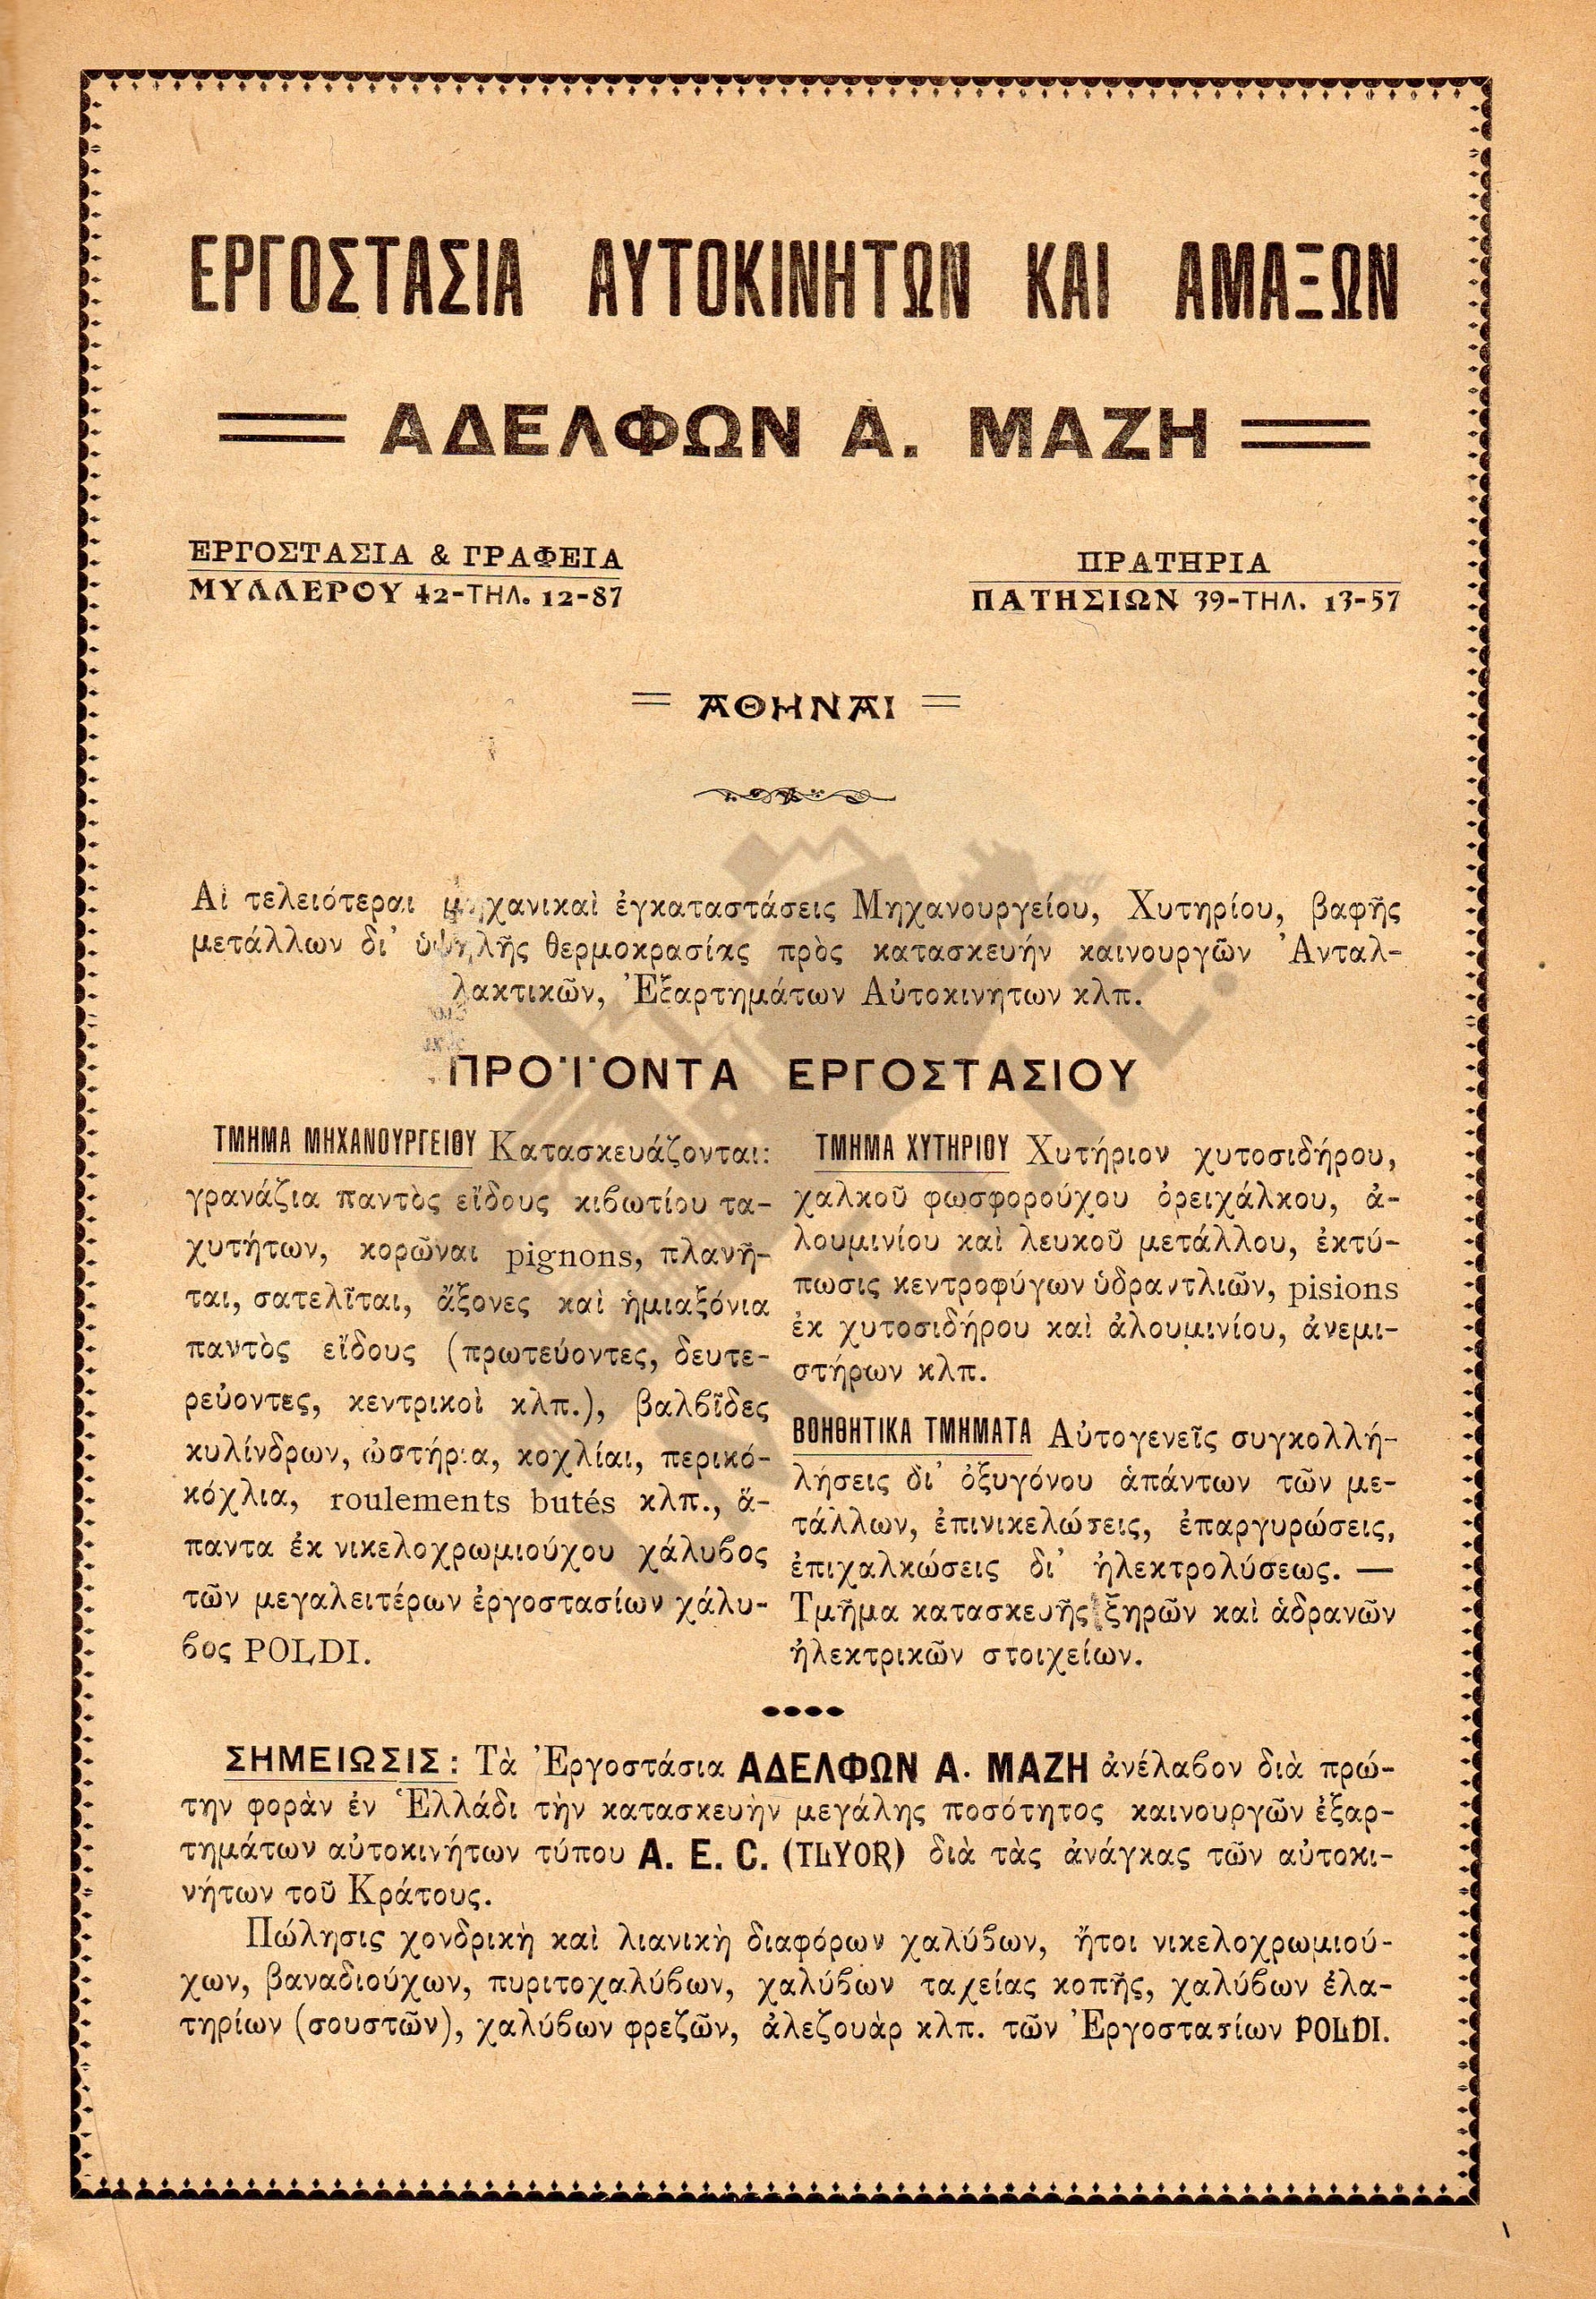 ΕΡΓΟΣΤΑΣΙΑ ΑΥΤΟΚΙΝΗΤΩΝ ΚΑΙ ΑΜΑΞΩΝ
ΑΔΕΛΦΩΝ Α. ΜΑΖΗ
ΕΡΓΟΣΤΑΣΙΑ & ΓΡΑΦΕΙΑ
ΜΥΛΛΕΡΟΥ 42-ΤΗΛ. 12-87
ΠΡΑΤΗΡΙΑ
ΠΑΤΗΣΙΩΝ 39-ΤΗΛ. 13-57
ΑΘΗΝΑΙ
Αἱ τελειότεραι μηχανικαὶ ἐγκαταστάσεις Μηχανουργείου, Χυτηρίου, βαφῆς
μετάλλων δι' ὑψηλῆς θερμοκρασίας πρὸς κατασκευήν καινουργῶν Ἀνταλ-
λακτικῶν, Ἐξαρτημάτων Αὐτοκινητων κλπ.
ΠΡΟΪΟΝΤΑ ΕΡΓΟΣΤΑΣΙΟΥ
ΤΜΗΜΑ ΜΗΧΑΝΟΥΡΓΕΙΟΥ Κατασκευάζονται:
γρανάζια παντὸς εἴδους κιβωτίου τα-
χυτήτων, κορῶναι pignons, πλανῆ-
ται, σατελῖται, ἄξονες καὶ ἡμιαξόνια
παντὸς εἴδους (πρωτεύοντες, δευτε-
ρεύοντες, κεντρικοὶ κλπ.), βαλβῖδες
κυλίνδρων, ὠστήρια, κοχλίαι, περικό-
κόχλια, roulements butés κλπ., ἅ-
παντα ἐκ νικελοχρωμιούχου χάλυβος
τῶν μεγαλειτέρων ἐργοστασίων χάλυ-
βος POLDI.
ΤΜΗΜΑ ΧΥΤΗΡΙΟΥ Χυτήριον χυτοσιδήρου,
χαλκοῦ φωσφορούχου ὀρειχάλκου, ἀ-
λουμινίου καὶ λευκοῦ μετάλλου, ἐκτύ-
πωσις κεντροφύγων ὑδραντλιῶν, pisions
ἐκ χυτοσιδήρου καὶ ἀλουμινίου, ἀνεμι-
στήρων κλπ.
ΒΟΗΘΗΤΙΚΑ ΤΜΗΜΑΤΑ Αὐτογενεῖς συγκολλή-
λήσεις δι' ὀξυγόνου ἁπάντων τῶν με-
τάλλων, ἐπινικελώσεις, ἐπαργυρώσεις,
ἐπιχαλκώσεις δι' ἠλεκτρολύσεως. —
Τμῆμα κατασκευῆς ξηρῶν καὶ ἀδρανῶν
ἠλεκτρικῶν στοιχείων.
ΣΗΜΕΙΩΣΙΣ: Τὰ Ἐργοστάσια ΑΔΕΛΦΩΝ Α. ΜΑΖΗ ἀνέλαβον διὰ πρώ-
την φορὰν ἐν Ἑλλάδι τὴν κατασκευὴν μεγάλης ποσότητος καινουργῶν ἐξαρ-
τημάτων αὐτοκινήτων τύπου A. E. C. (TLYOR) διὰ τὰς ἀνάγκας τῶν αὐτοκι-
νήτων τοῦ Κράτους.
Πώλησις χονδρικὴ καὶ λιανικὴ διαφόρων χαλύβων, ἤτοι νικελοχρωμιού-
χων, βαναδιούχων, πυριτοχαλύβων, χαλύβων ταχείας κοπῆς, χαλύβων ἐλα-
τηρίων (σουστῶν), χαλύβων φρεζῶν, ἀλεζουὰρ κλπ. τῶν Ἐργοστασίων POLDI.